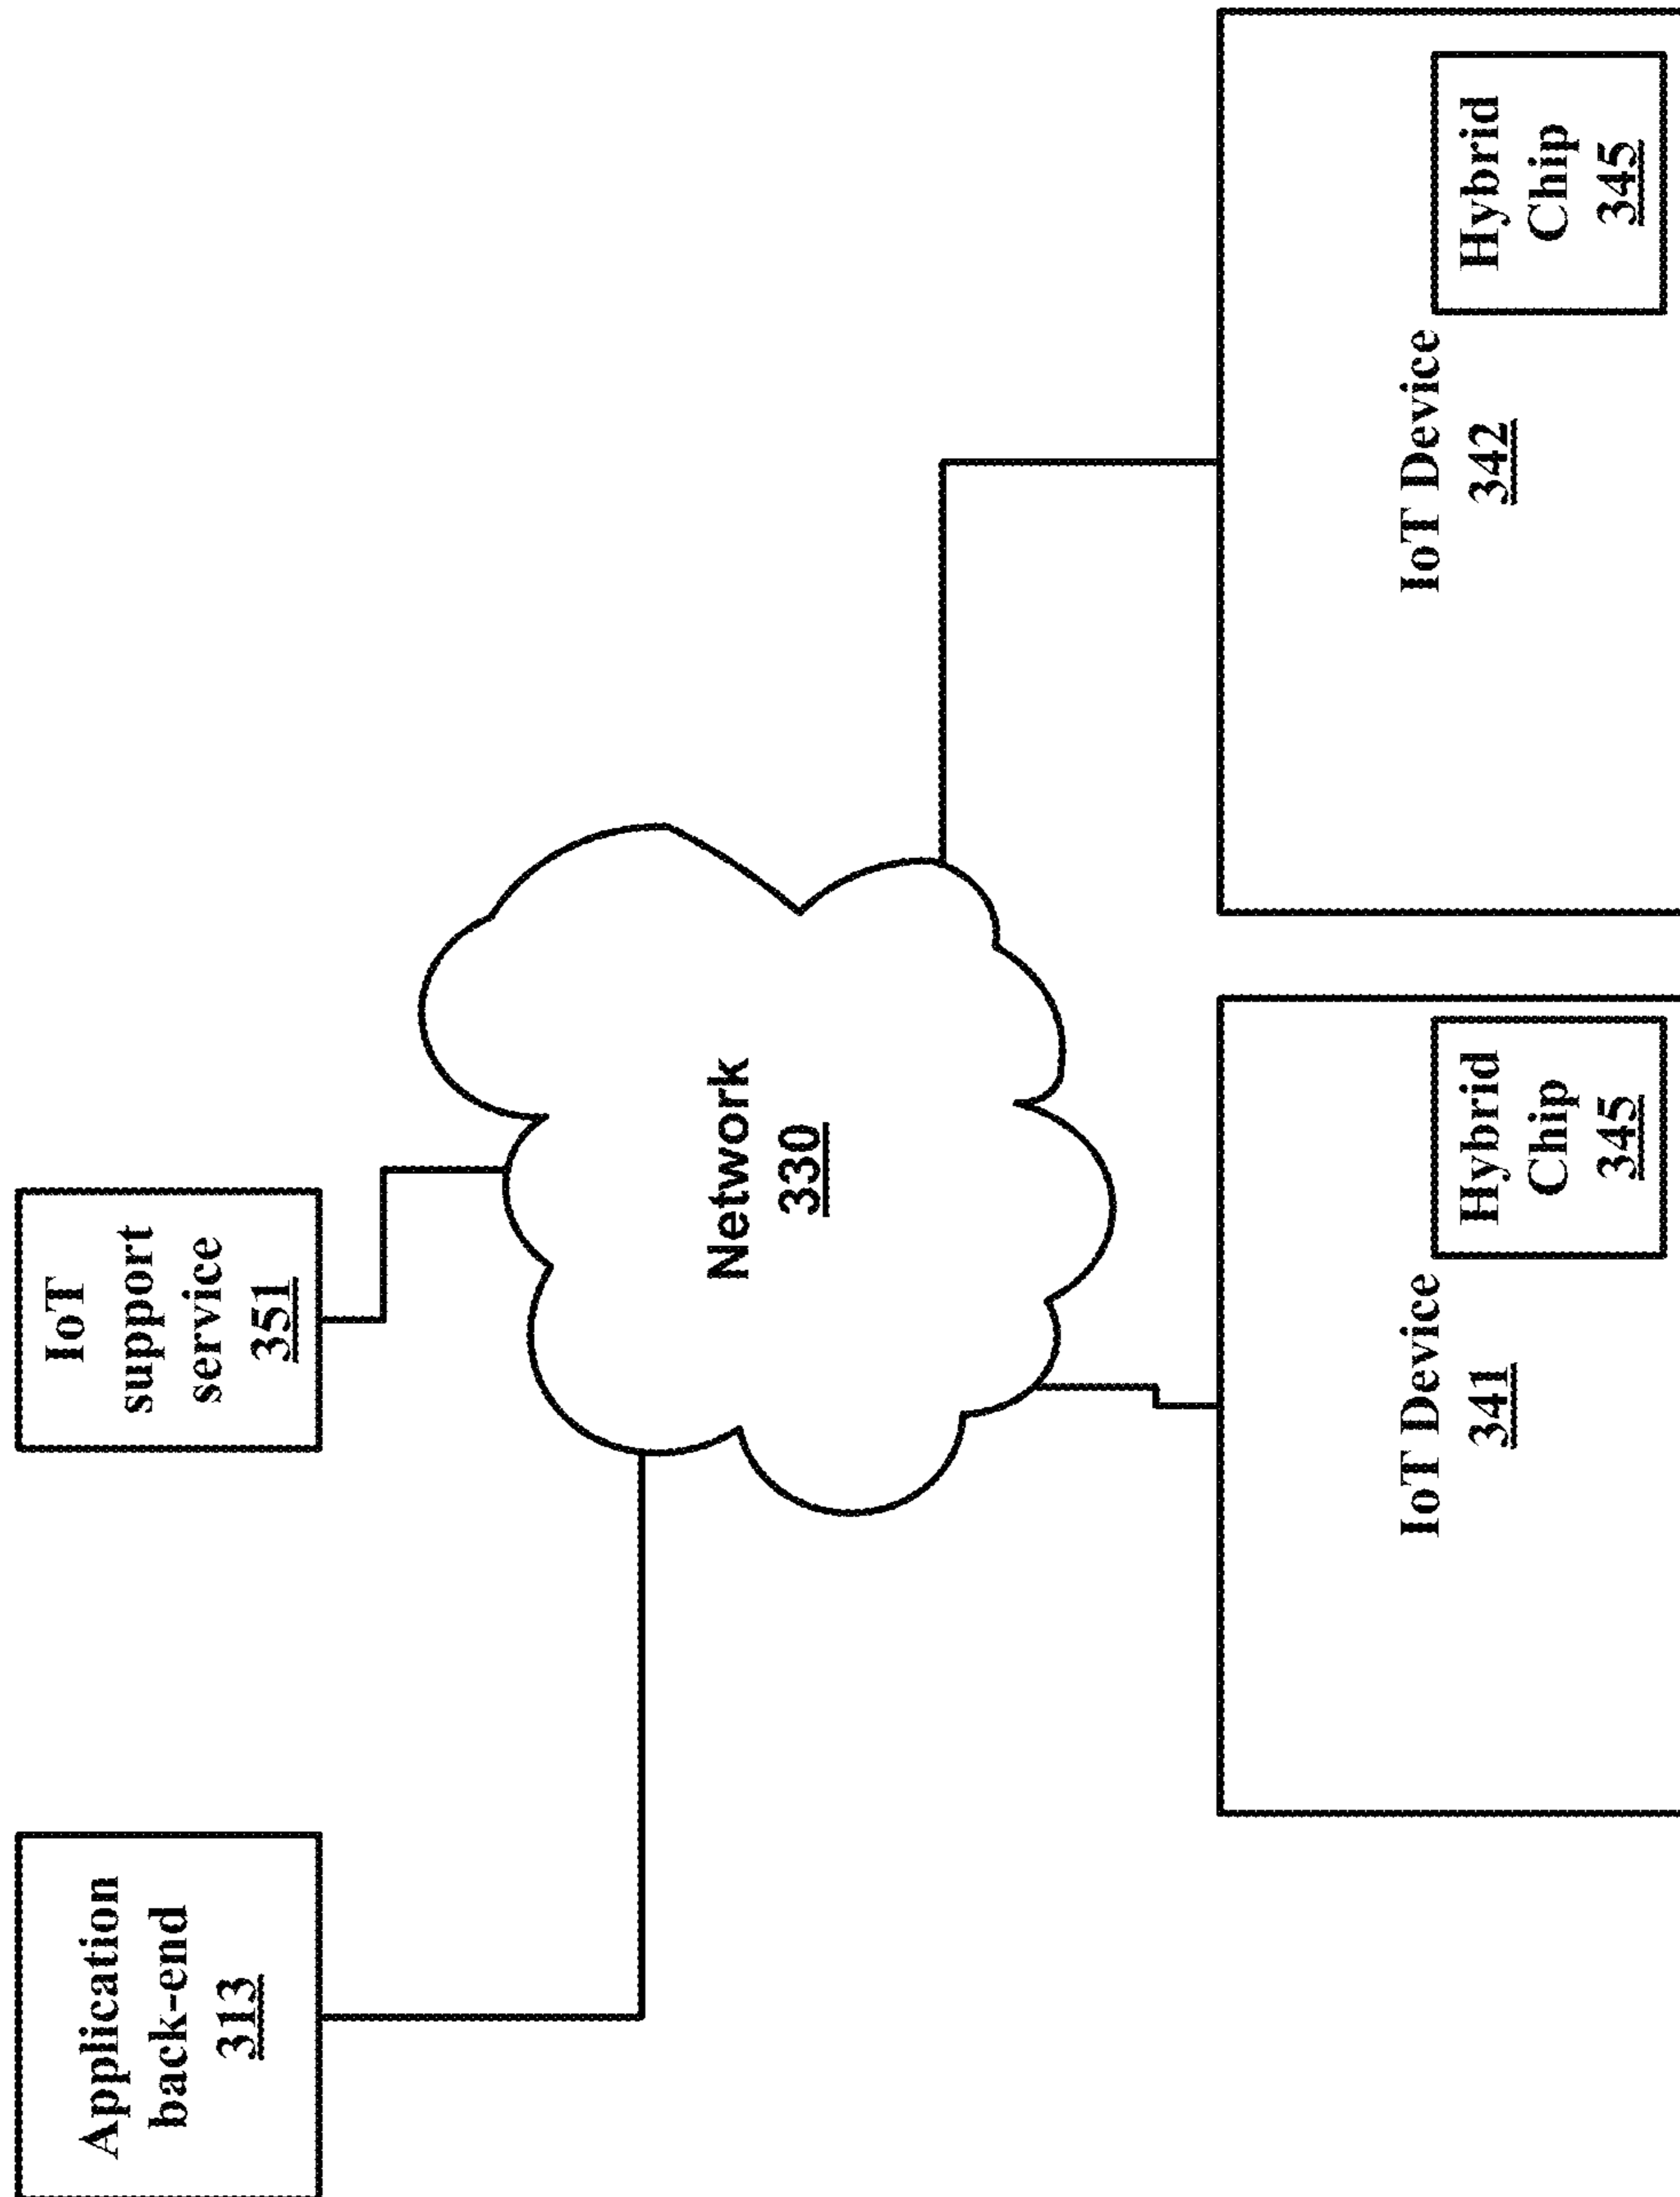 Application
back-end
313
IoT
support
service
351
Network
330
IoT Device
341
Hybrid
Chip
345
IoT Device
342
Hybrid
Chip
345